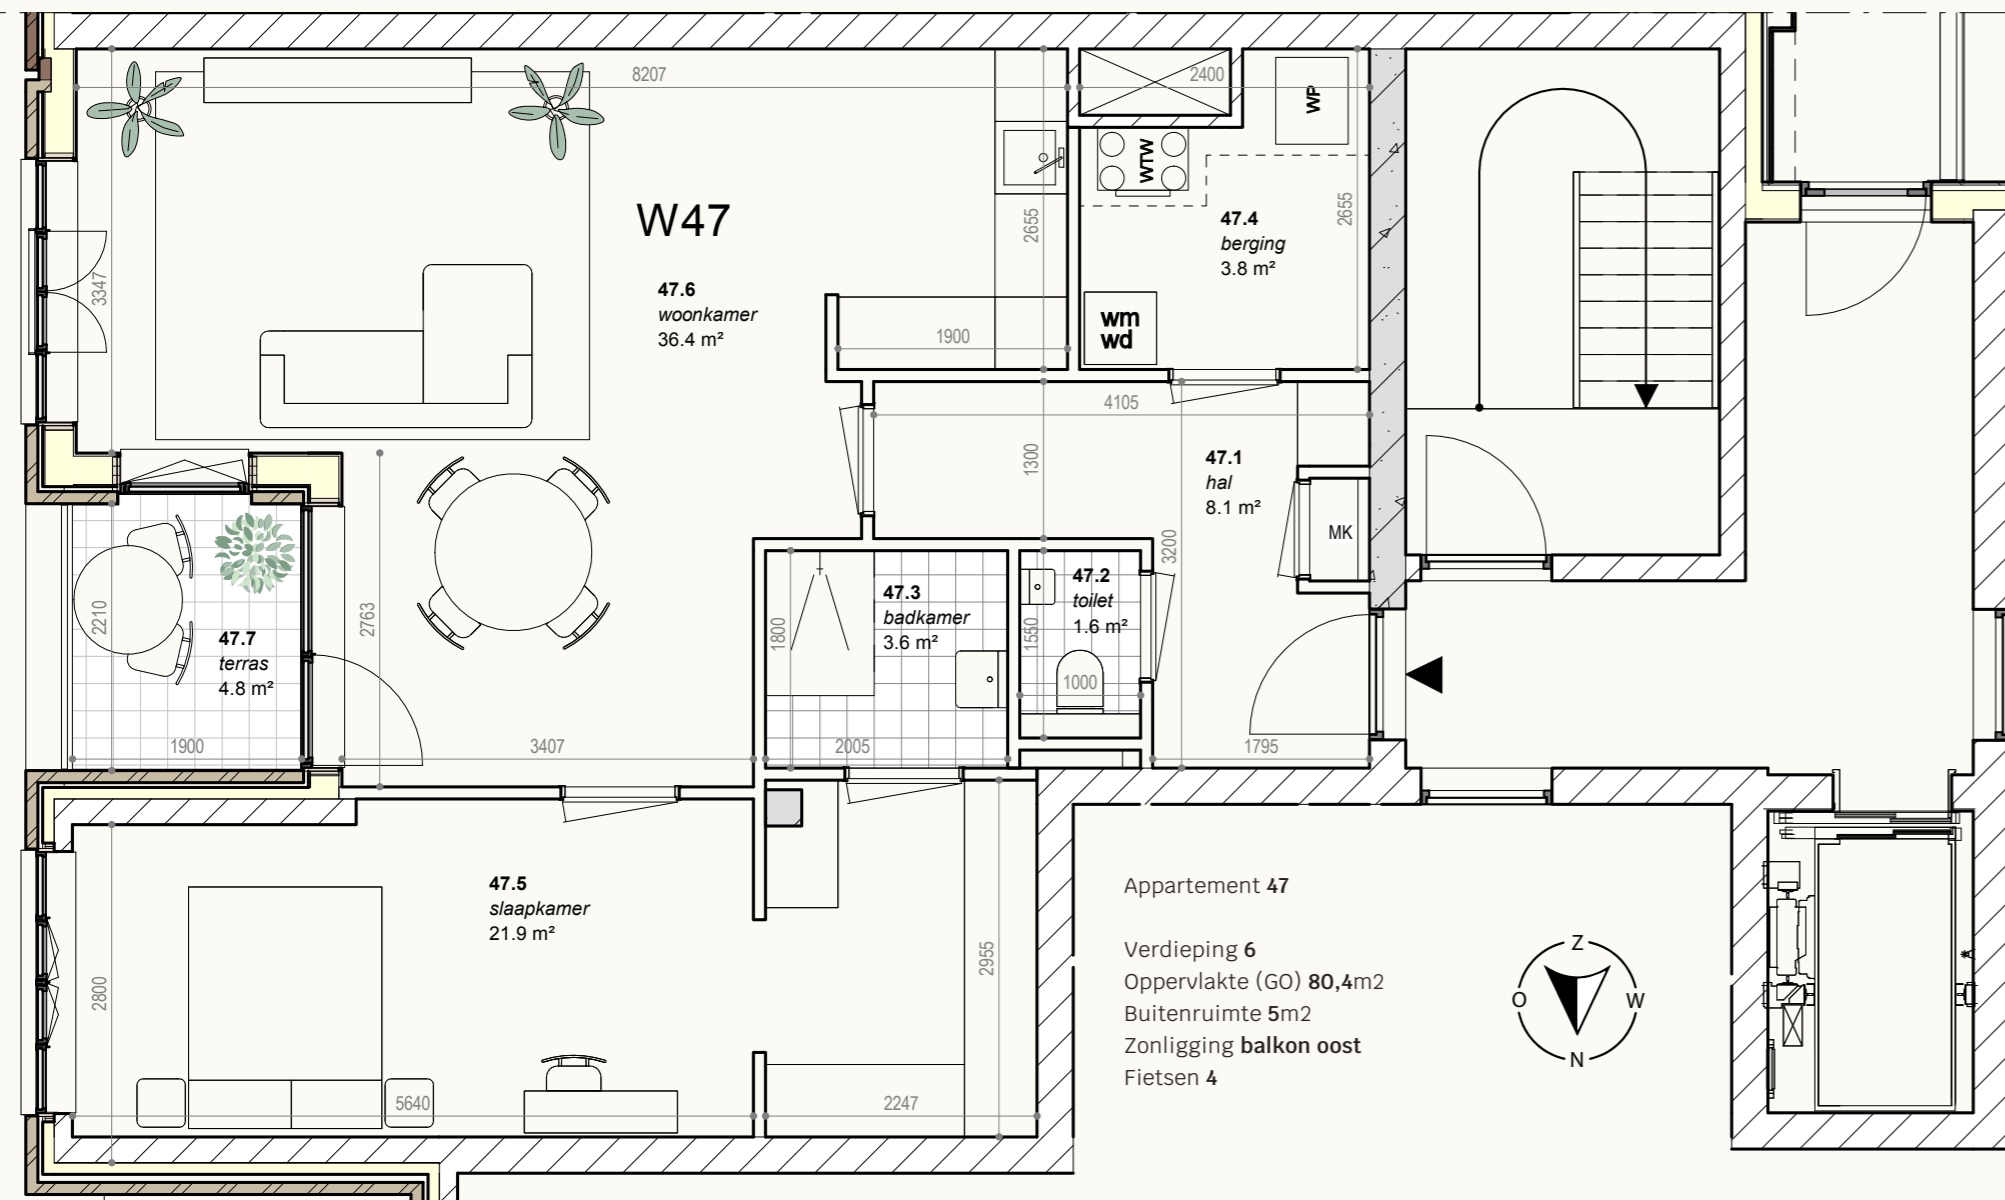 8207
2400
WP
WTW
W47
2655
2655
47.4
berging
3.8 m²
3347
47.6
woonkamer
36.4 m²
wm
wd
1900
4105
1300
47.1
hal
8.1 m²
MK
3200
47.2
toilet
1.6 m²
1550
1000
47.3
badkamer
3.6 m²
1800
2005
2763
2210
47.7
terras
4.8 m²
1900
3407
1795
47.5
slaapkamer
21.9 m²
2800
2955
5640
2247
Appartement 47
Verdieping 6
Oppervlakte (GO) 80,4m2
Buitenruimte 5m2
Zonligging balkon oost
Fietsen 4
Z
O
W
N